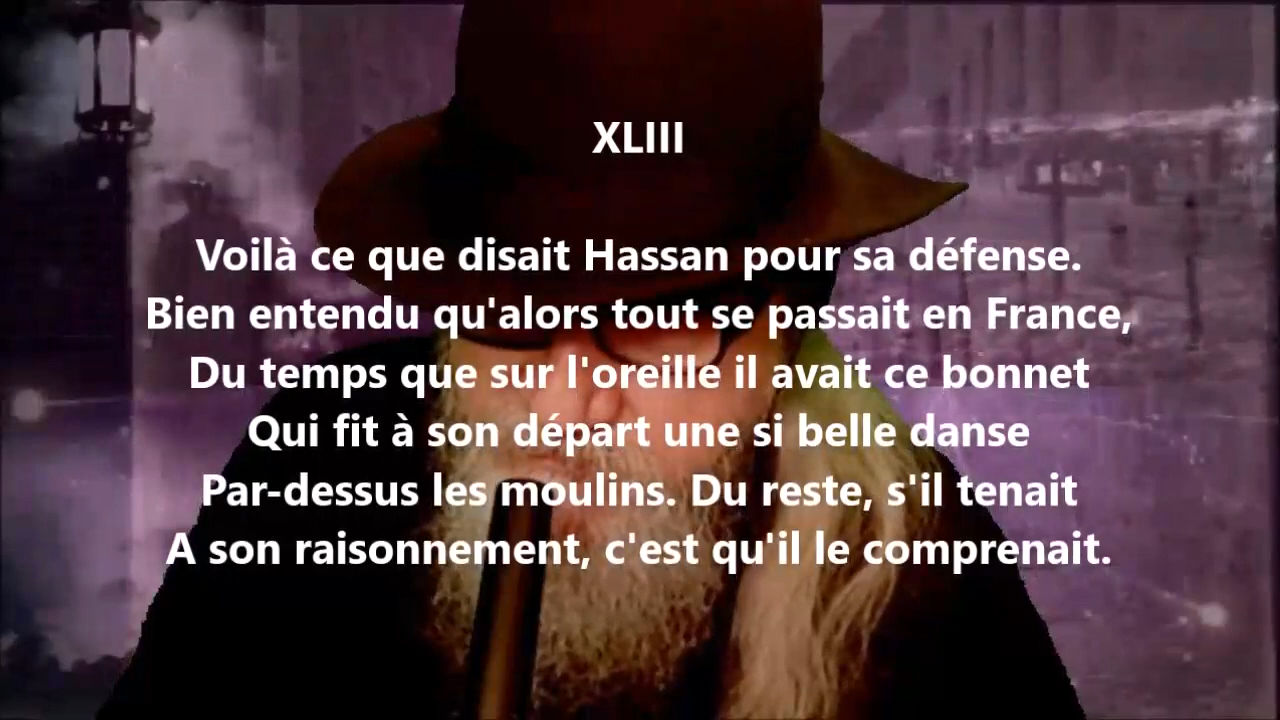 XLIII
Voilà ce que disait Hassan pour sa défense.
Bien entendu qu'alors tout se passait en France,
Du temps que sur l'oreille il avait ce bonnet
Qui fit à son départ une si belle danse
Par-dessus les moulins. Du reste, s'il tenait
A son raisonnement, c'est qu'il le comprenait.